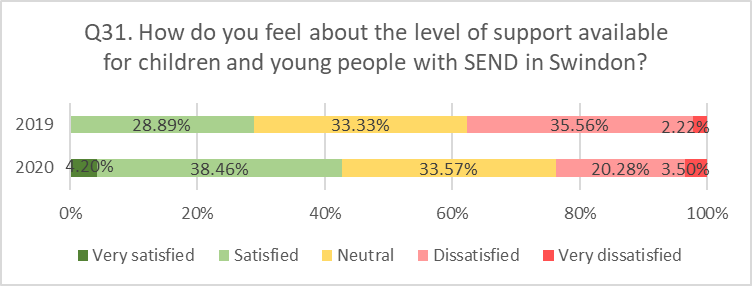 Q31. How do you feel about the level of support available
for children and young people with SEND in Swindon?
2019 28.89% 33.33% 35.56% 2.22%
2020 4.20% 38.46% 33.57% 20.28% 3.50%
0% 20% 40% 60% 80% 100%
Very satisfied Satisfied Neutral Dissatisfied Very dissatisfied